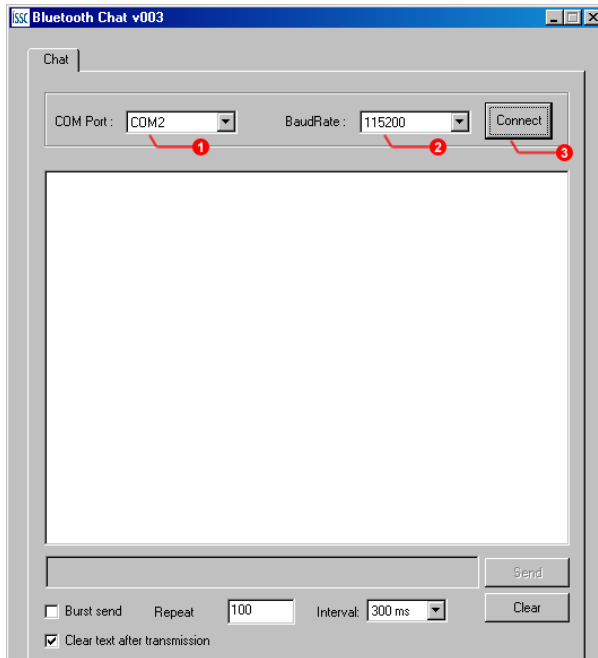 ISSC Bluetooth Chat v003
Chat
COM Port : COM2 BaudRate : 115200 Connect
1 2 3
Send
Burst send Repeat 100 Interval: 300 ms Clear
Clear text after transmission